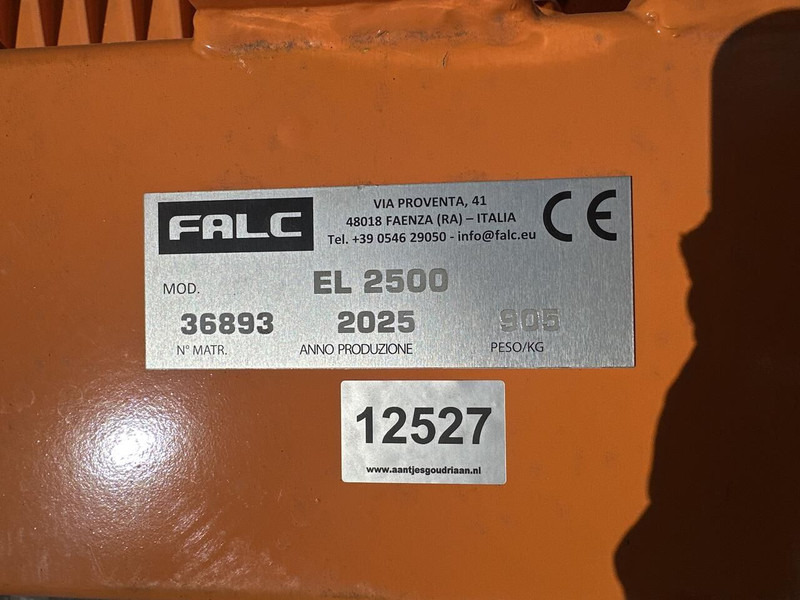 FALC
VIA PROVENTA, 41
48018 FAENZA (RA) – ITALIA
Tel. +39 0546 29050 - info@falc.eu
CE
MOD. EL 2500
36893 2025 905
N° MATR. ANNO PRODUZIONE PESO/KG
12527
www.aantjesgoudriaan.nl